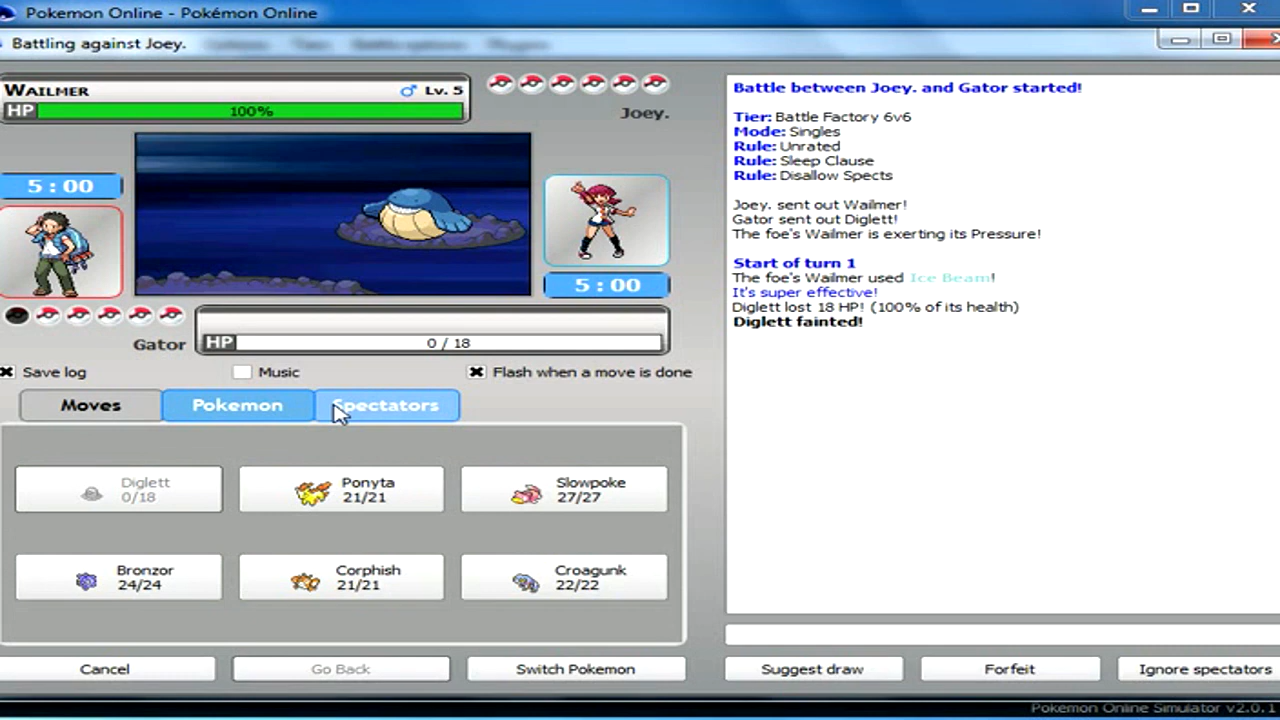 Pokemon Online - Pokémon Online
Battling against Joey.
WAILMER ♂ Lv. 5
HP 100%
Joey.
5 : 00
5 : 00
Gator
HP 0 / 18
Save log
Music
Flash when a move is done
Moves
Pokemon
Spectators
Diglett
0/18
Ponyta
21/21
Slowpoke
27/27
Bronzor
24/24
Corphish
21/21
Croagunk
22/22
Cancel
Go Back
Switch Pokemon
Battle between Joey. and Gator started!
Tier: Battle Factory 6v6
Mode: Singles
Rule: Unrated
Rule: Sleep Clause
Rule: Disallow Spects
Joey. sent out Wailmer!
Gator sent out Diglett!
The foe's Wailmer is exerting its Pressure!
Start of turn 1
The foe's Wailmer used Ice Beam!
It's super effective!
Diglett lost 18 HP! (100% of its health)
Diglett fainted!
Suggest draw
Forfeit
Ignore spectators
Pokemon Online Simulator v2.0.1